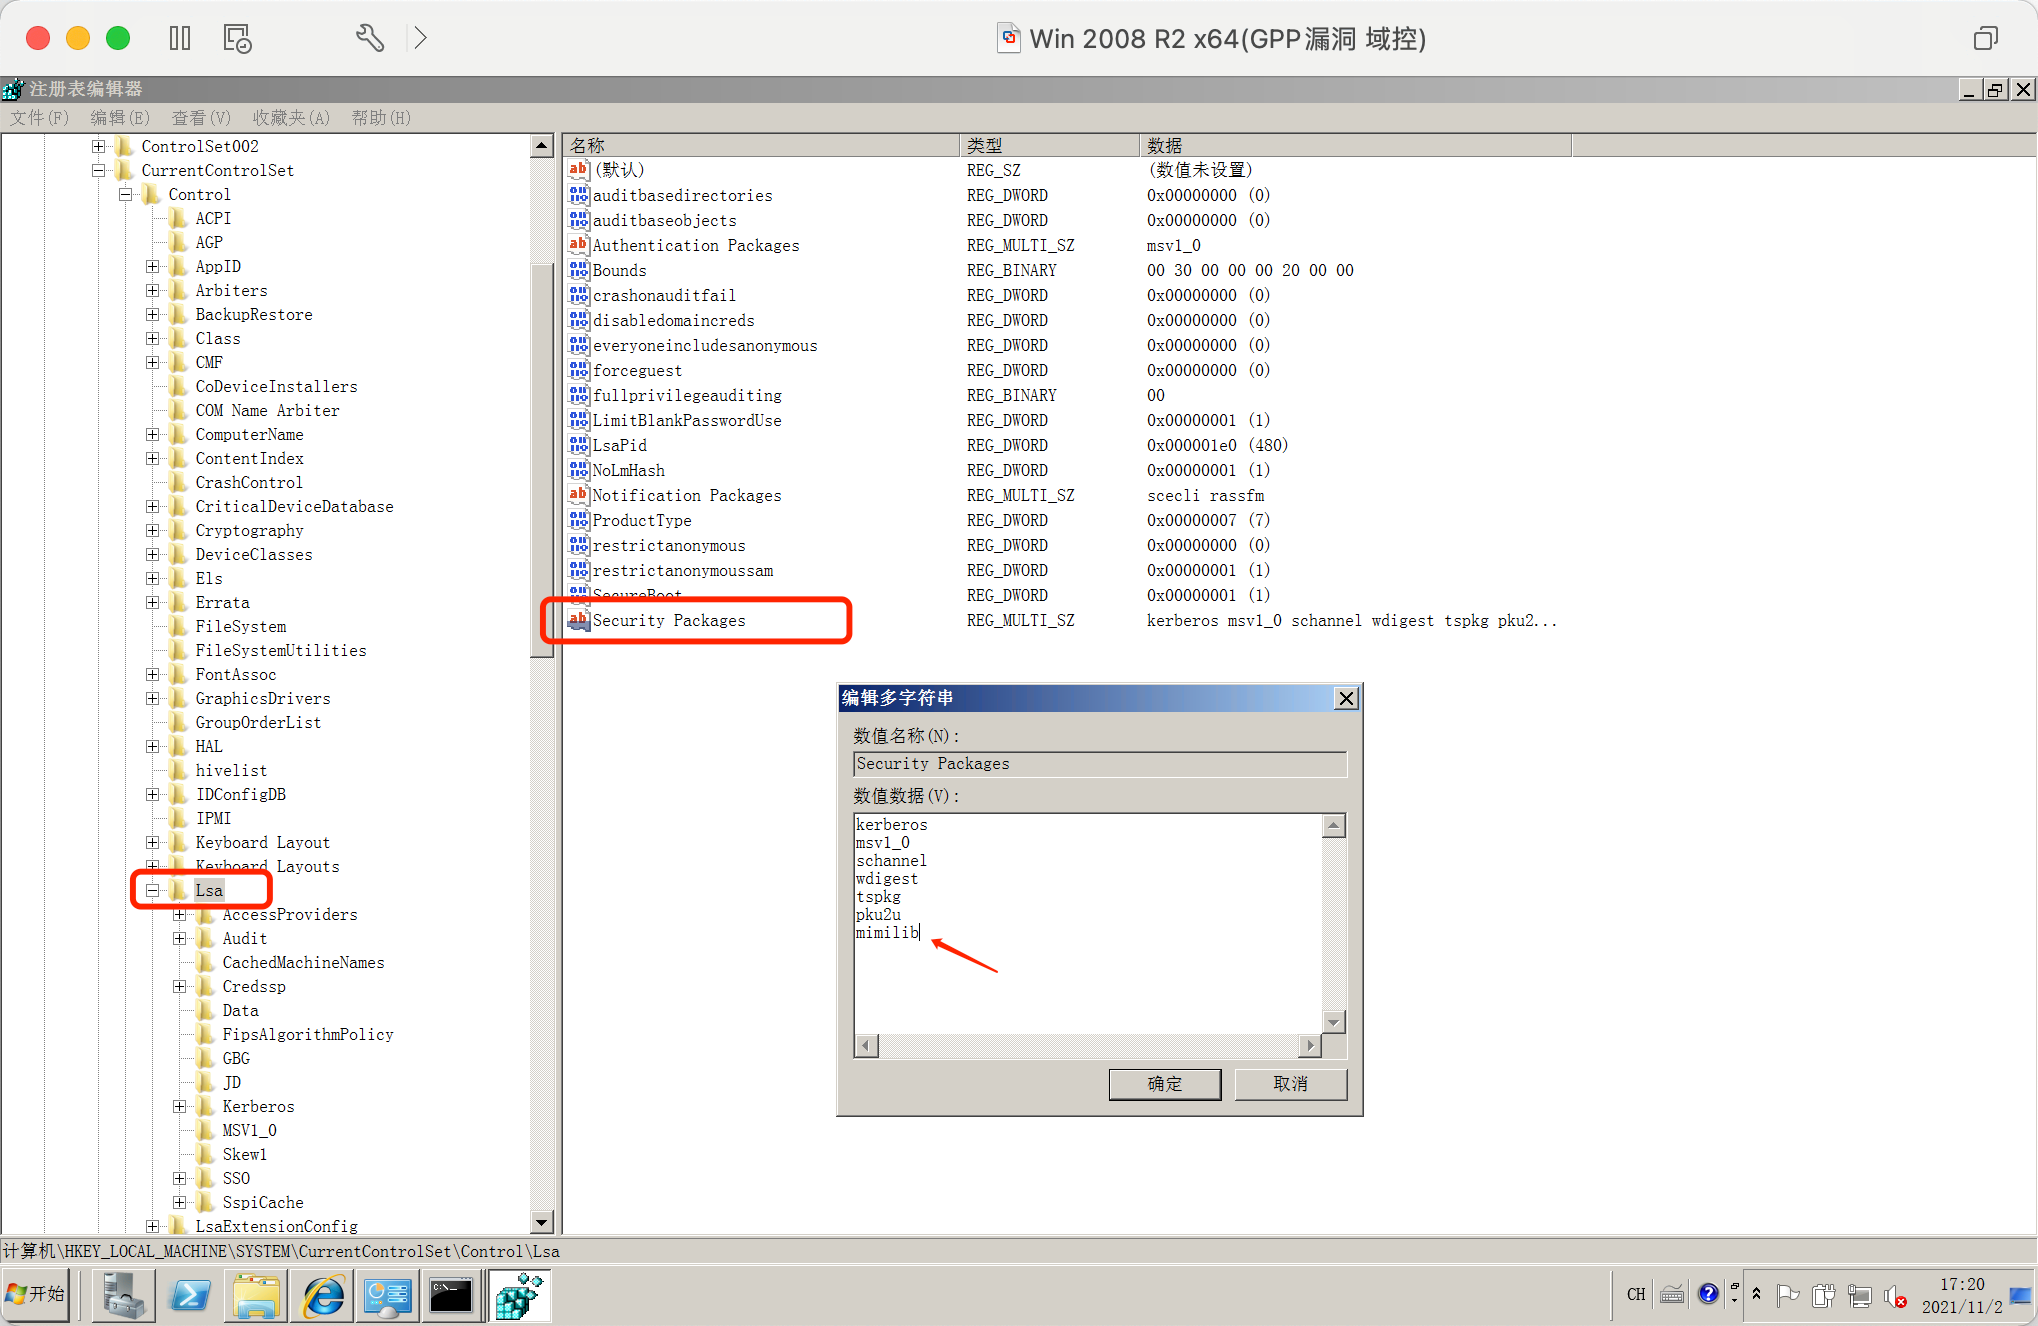 Win 2008 R2 x64(GPP漏洞 域控)
注册表编辑器
文件(F) 编辑(E) 查看(V) 收藏夹(A) 帮助(H)
ControlSet002
CurrentControlSet
Control
ACPI
AGP
AppID
Arbiters
BackupRestore
Class
CMF
CoDeviceInstallers
COM Name Arbiter
ComputerName
ContentIndex
CrashControl
CriticalDeviceDatabase
Cryptography
DeviceClasses
Els
Errata
FileSystem
FileSystemUtilities
FontAssoc
GraphicsDrivers
GroupOrderList
HAL
hivelist
IDConfigDB
IPMI
Keyboard Layout
Keyboard Layouts
Lsa
AccessProviders
Audit
CachedMachineNames
Credssp
Data
FipsAlgorithmPolicy
GBG
JD
Kerberos
MSV1_0
Skew1
SSO
SspiCache
LsaExtensionConfig
名称 类型 数据
(默认) REG_SZ (数值未设置)
auditbasedirectories REG_DWORD 0x00000000 (0)
auditbaseobjects REG_DWORD 0x00000000 (0)
Authentication Packages REG_MULTI_SZ msv1_0
Bounds REG_BINARY 00 30 00 00 00 20 00 00
crashonauditfail REG_DWORD 0x00000000 (0)
disabledomaincreds REG_DWORD 0x00000000 (0)
everyoneincludesanonymous REG_DWORD 0x00000000 (0)
forceguest REG_DWORD 0x00000000 (0)
fullprivilegeauditing REG_BINARY 00
LimitBlankPasswordUse REG_DWORD 0x00000001 (1)
LsaPid REG_DWORD 0x000001e0 (480)
NoLmHash REG_DWORD 0x00000001 (1)
Notification Packages REG_MULTI_SZ scecli rassfm
ProductType REG_DWORD 0x00000007 (7)
restrictanonymous REG_DWORD 0x00000000 (0)
restrictanonymoussam REG_DWORD 0x00000001 (1)
SecureBoot REG_DWORD 0x00000001 (1)
Security Packages REG_MULTI_SZ kerberos msv1_0 schannel wdigest tspkg pku2...
编辑多字符串
数值名称(N):
Security Packages
数值数据(V):
kerberos
msv1_0
schannel
wdigest
tspkg
pku2u
mimilib
确定 取消
计算机\HKEY_LOCAL_MACHINE\SYSTEM\CurrentControlSet\Control\Lsa
开始
CH
17:20
2021/11/2